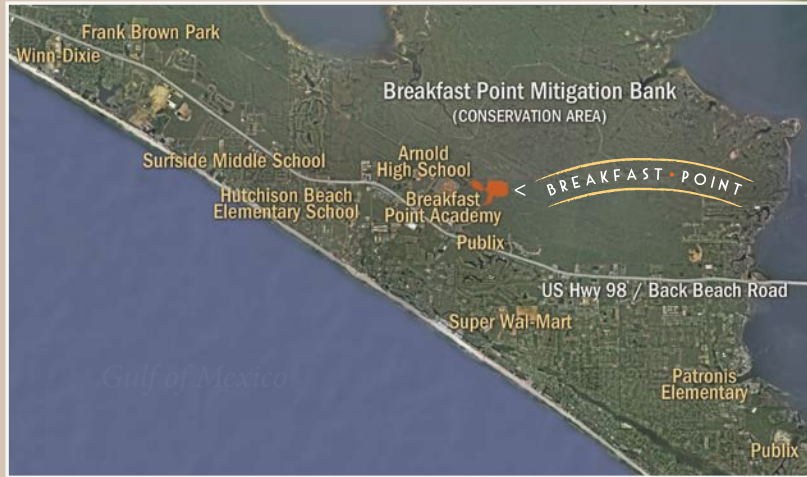 Frank Brown Park
Winn-Dixie
Breakfast Point Mitigation Bank
(CONSERVATION AREA)
Surfside Middle School
Arnold
High School
< BREAKFAST • POINT
Hutchison Beach
Elementary School
Breakfast
Point Academy
Publix
US Hwy 98 / Back Beach Road
Super Wal-Mart
Gulf of Mexico
Patronis
Elementary
Publix